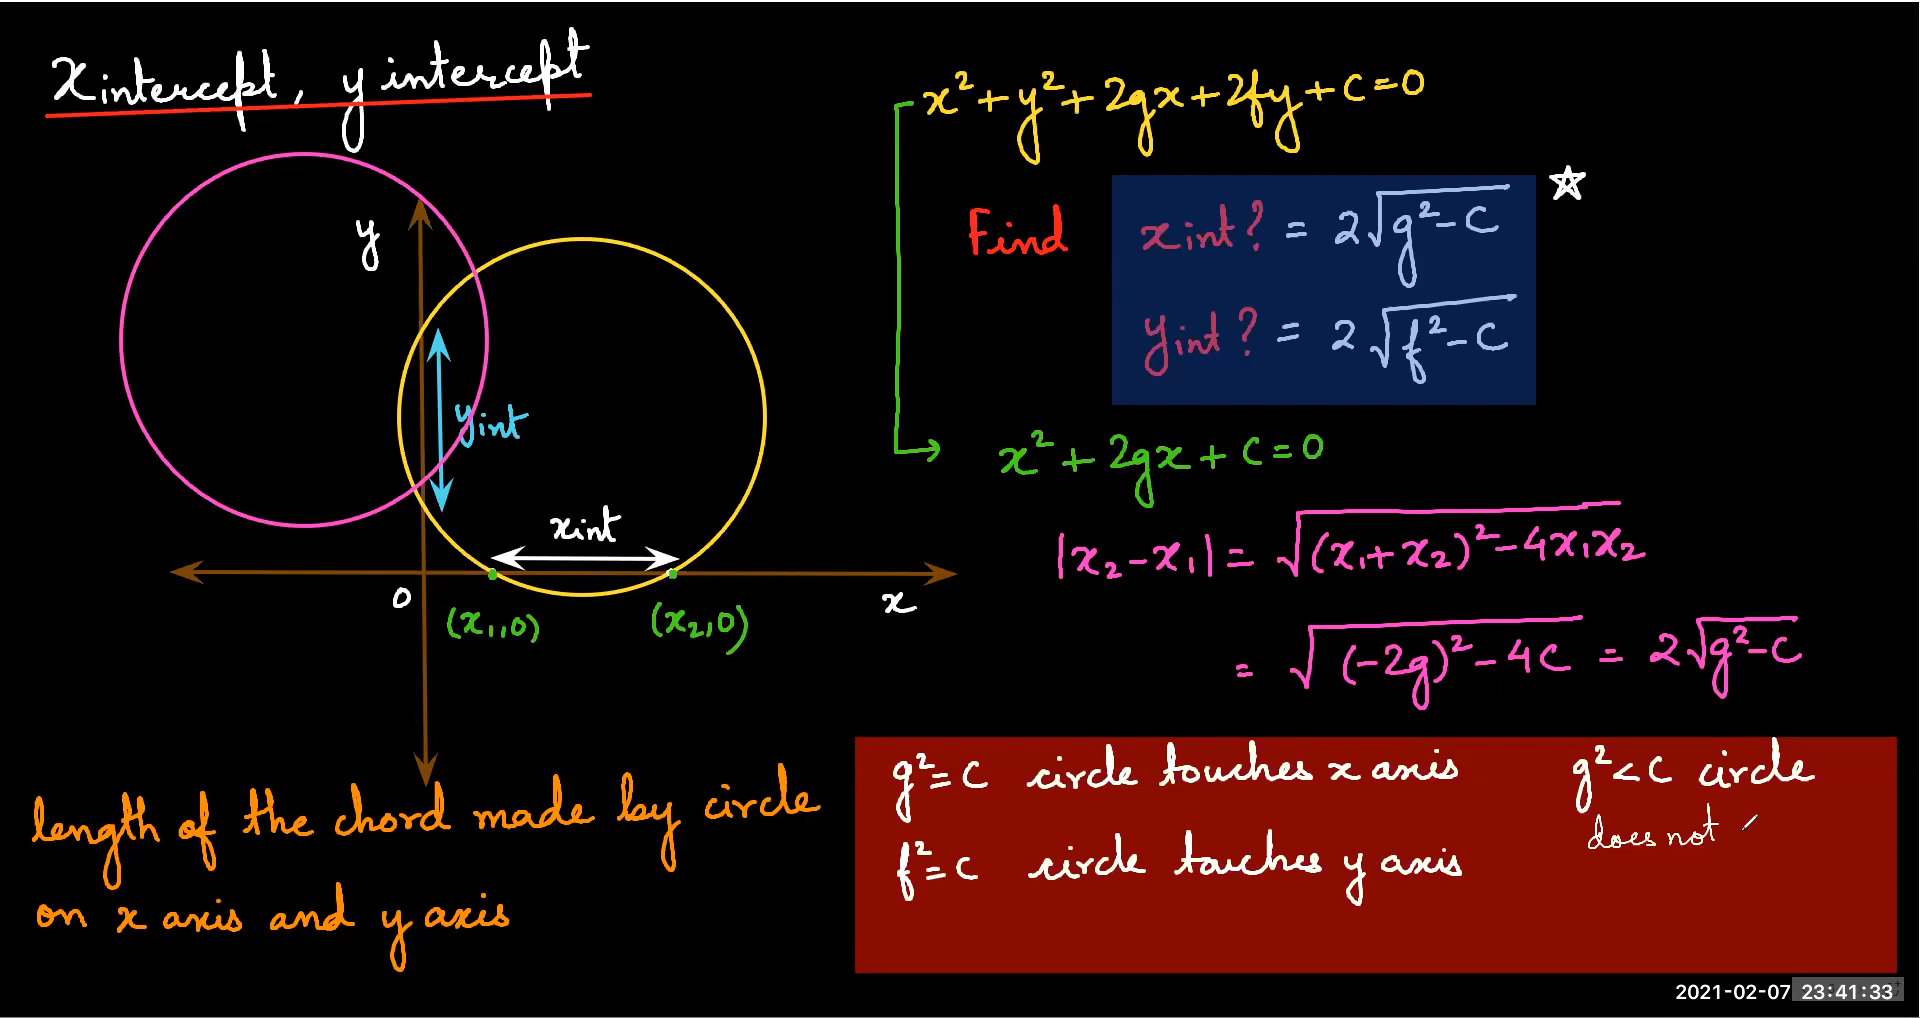 x intercept, y intercept
x²+y²+2gx+2fy+c=0
Find
x int? = 2√(g²-c)
y int? = 2√(f²-c)
y
yint
xint
0
x
(x₁,0)
(x₂,0)
x²+2gx+c=0
|x₂-x₁| = √((x₁+x₂)²-4x₁x₂)
= √((-2g)²-4c) = 2√(g²-c)
length of the chord made by circle
on x axis and y axis
g²=c circle touches x axis
f²=c circle touches y axis
g²<c circle
does not
2021-02-07 23:41:33